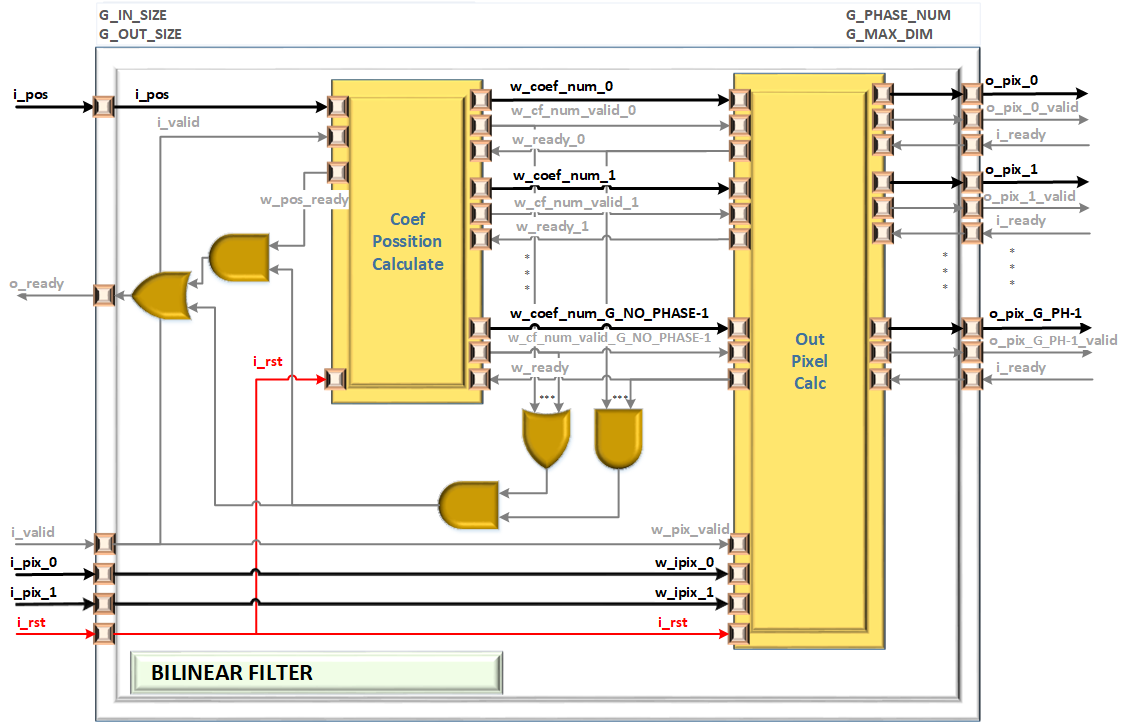 G_IN_SIZE
G_OUT_SIZE
G_PHASE_NUM
G_MAX_DIM
i_pos
i_pos
i_valid
w_pos_ready
Coef
Possition
Calculate
w_coef_num_0
w_cf_num_valid_0
w_ready_0
w_coef_num_1
w_cf_num_valid_1
w_ready_1
*
*
*
w_coef_num_G_NO_PHASE-1
w_cf_num_valid_G_NO_PHASE-1
w_ready
...
...
Out
Pixel
Calc
o_pix_0
o_pix_0_valid
i_ready
o_pix_1
o_pix_1_valid
i_ready
*
*
*
*
*
*
o_pix_G_PH-1
o_pix_G_PH-1_valid
i_ready
o_ready
i_rst
i_valid
w_pix_valid
i_pix_0
w_ipix_0
i_pix_1
w_ipix_1
i_rst
i_rst
BILINEAR FILTER